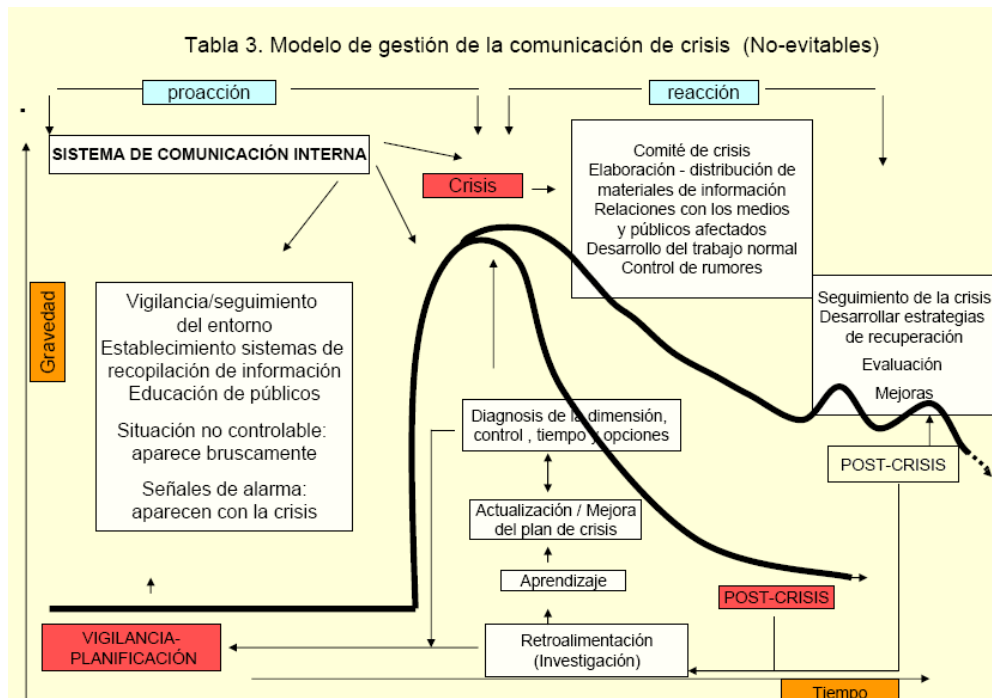 Tabla 3. Modelo de gestión de la comunicación de crisis (No-evitables)
proacción
reacción
SISTEMA DE COMUNICACIÓN INTERNA
Crisis
Comité de crisis
Elaboración - distribución de
materiales de información
Relaciones con los medios
y públicos afectados
Desarrollo del trabajo normal
Control de rumores
Gravedad
Vigilancia/seguimiento
del entorno
Establecimiento sistemas de
recopilación de información
Educación de públicos
Situación no controlable:
aparece bruscamente
Señales de alarma:
aparecen con la crisis
Seguimiento de la crisis
Desarrollar estrategias
de recuperación
Evaluación
Mejoras
Diagnosis de la dimensión,
control , tiempo y opciones
POST-CRISIS
Actualización / Mejora
del plan de crisis
Aprendizaje
POST-CRISIS
VIGILANCIA-
PLANIFICACIÓN
Retroalimentación
(Investigación)
Tiempo